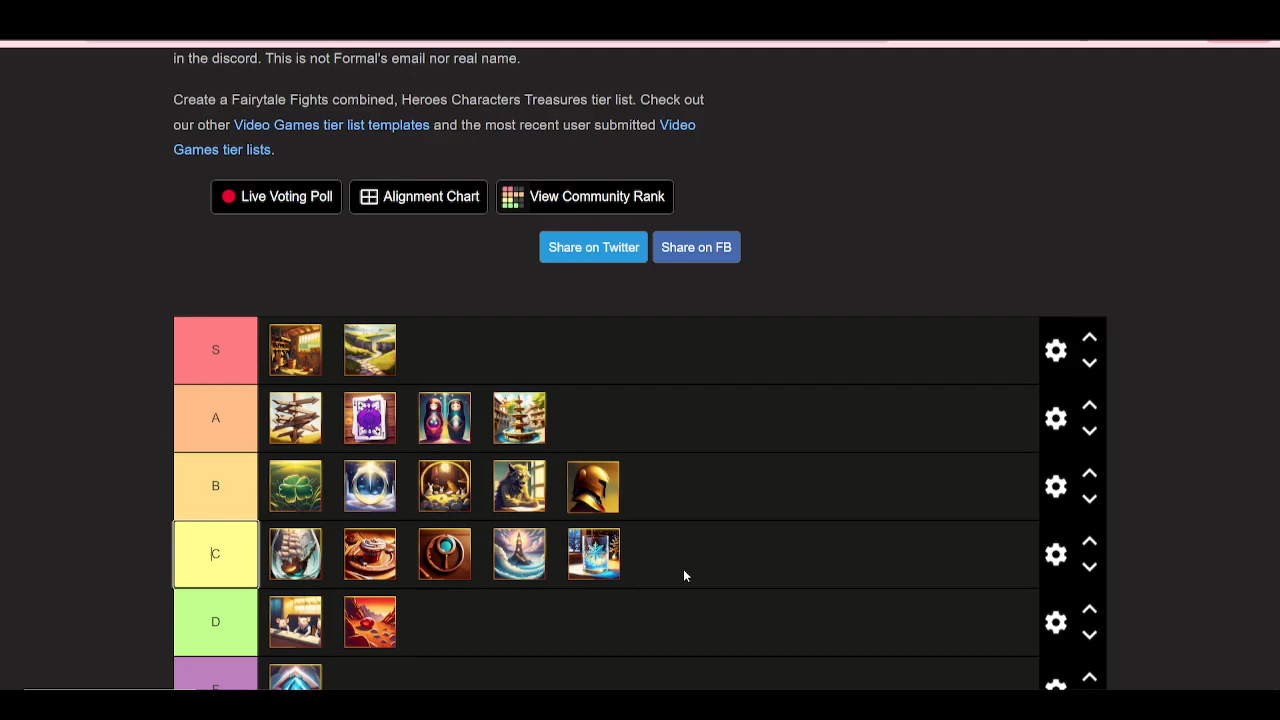 in the discord. This is not Formal's email nor real name.
Create a Fairytale Fights combined, Heroes Characters Treasures tier list. Check out
our other Video Games tier list templates and the most recent user submitted Video
Games tier lists.
Live Voting Poll Alignment Chart View Community Rank
Share on Twitter Share on FB
S
A
B
C
D